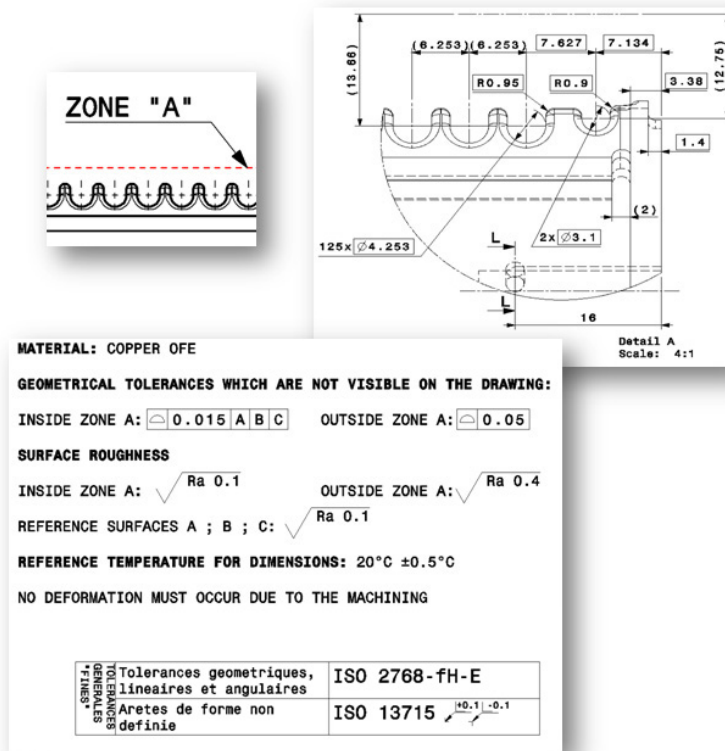 ZONE "A"
(13.66)
(6.253)
(6.253)
7.627
7.134
(12.75)
R0.95
R0.9
3.38
1.4
(2)
125x ∅4.253
2x ∅3.1
L
L
16
Detail A
Scale: 4:1
MATERIAL: COPPER OFE
GEOMETRICAL TOLERANCES WHICH ARE NOT VISIBLE ON THE DRAWING:
INSIDE ZONE A: ⌓ 0.015 A B C OUTSIDE ZONE A: ⌓ 0.05
SURFACE ROUGHNESS
INSIDE ZONE A: √ Ra 0.1 OUTSIDE ZONE A: √ Ra 0.4
REFERENCE SURFACES A ; B ; C: √ Ra 0.1
REFERENCE TEMPERATURE FOR DIMENSIONS: 20°C ±0.5°C
NO DEFORMATION MUST OCCUR DUE TO THE MACHINING
TOLERANCES
GENERALES
"FINES"
Tolerances geometriques,
lineaires et angulaires
ISO 2768-fH-E
Aretes de forme non
definie
ISO 13715 +0.1 -0.1